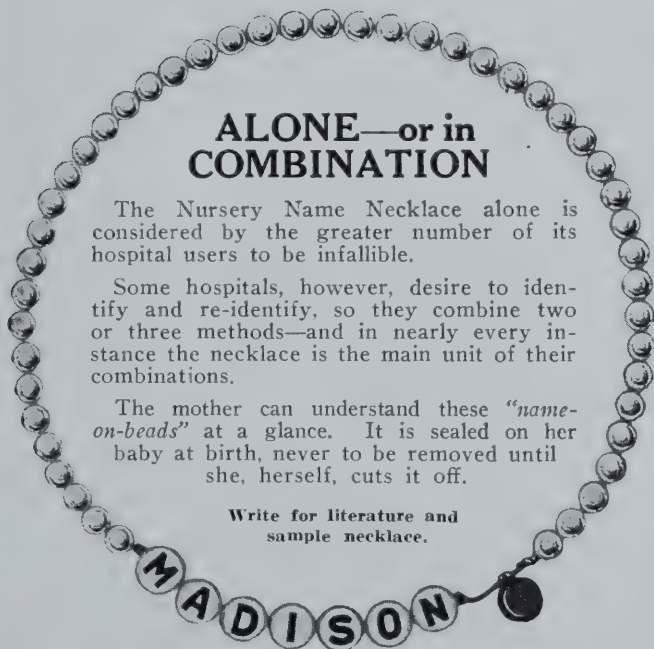 ALONE—or in
COMBINATION
The Nursery Name Necklace alone is
considered by the greater number of its
hospital users to be infallible.
Some hospitals, however, desire to iden-
tify and re-identify, so they combine two
or three methods—and in nearly every in-
stance the necklace is the main unit of their
combinations.
The mother can understand these "name-
on-beads" at a glance. It is sealed on her
baby at birth, never to be removed until
she, herself, cuts it off.
Write for literature and
sample necklace.
MADISON